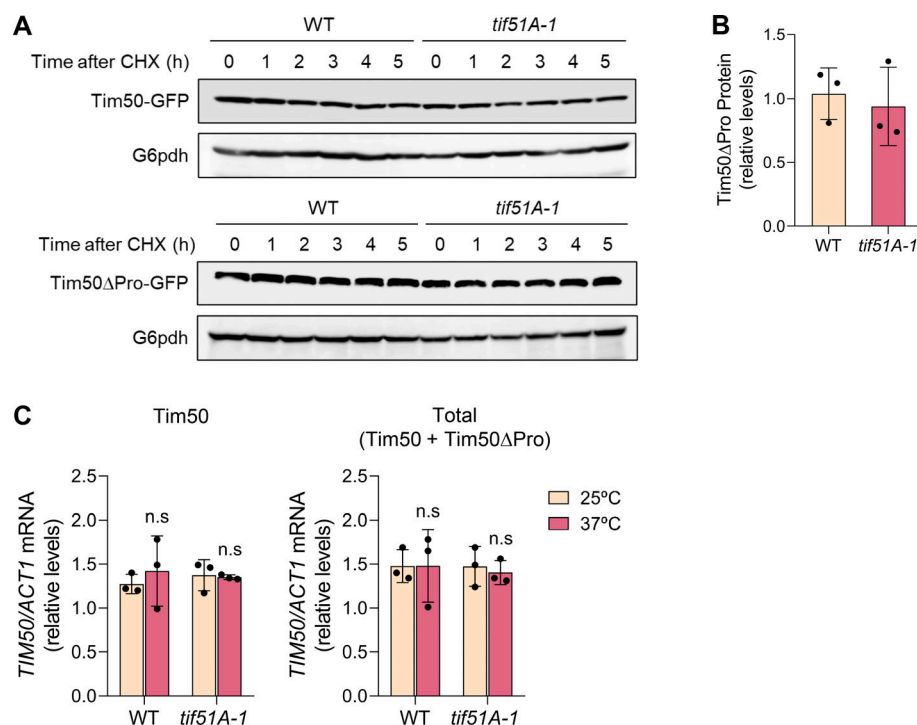 A
WT tif51A-1
Time after CHX (h) 0 1 2 3 4 5 0 1 2 3 4 5
Tim50-GFP
G6pdh
WT tif51A-1
Time after CHX (h) 0 1 2 3 4 5 0 1 2 3 4 5
Tim50ΔPro-GFP
G6pdh
B
Tim50ΔPro Protein
(relative levels)
1.5
1.0
0.5
0.0
WT tif51A-1
C
Tim50
TIM50/ACT1 mRNA
(relative levels)
2.5
2.0
1.5
1.0
0.5
0.0
n.s
n.s
WT tif51A-1
Total
(Tim50 + Tim50ΔPro)
TIM50/ACT1 mRNA
(relative levels)
2.5
2.0
1.5
1.0
0.5
0.0
n.s
n.s
WT tif51A-1
25ºC
37ºC